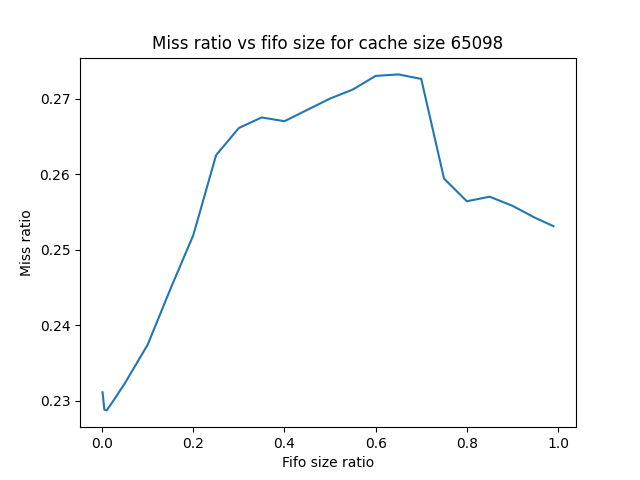 Miss ratio vs fifo size for cache size 65098
0.27
0.26
0.25
0.24
0.23
Miss ratio
0.0 0.2 0.4 0.6 0.8 1.0
Fifo size ratio